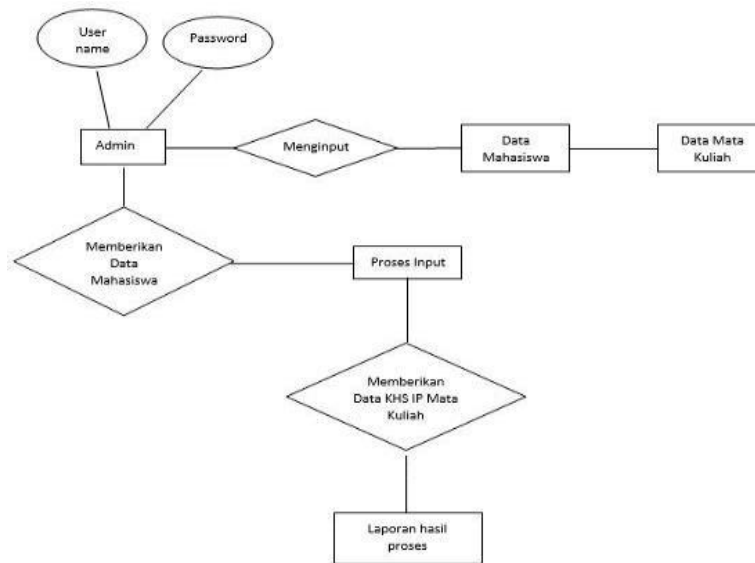 User
name
Password
Admin
Menginput
Data
Mahasiswa
Data Mata
Kuliah
Memberikan
Data
Mahasiswa
Proses Input
Memberikan
Data KHS IP Mata
Kuliah
Laporan hasil
proses